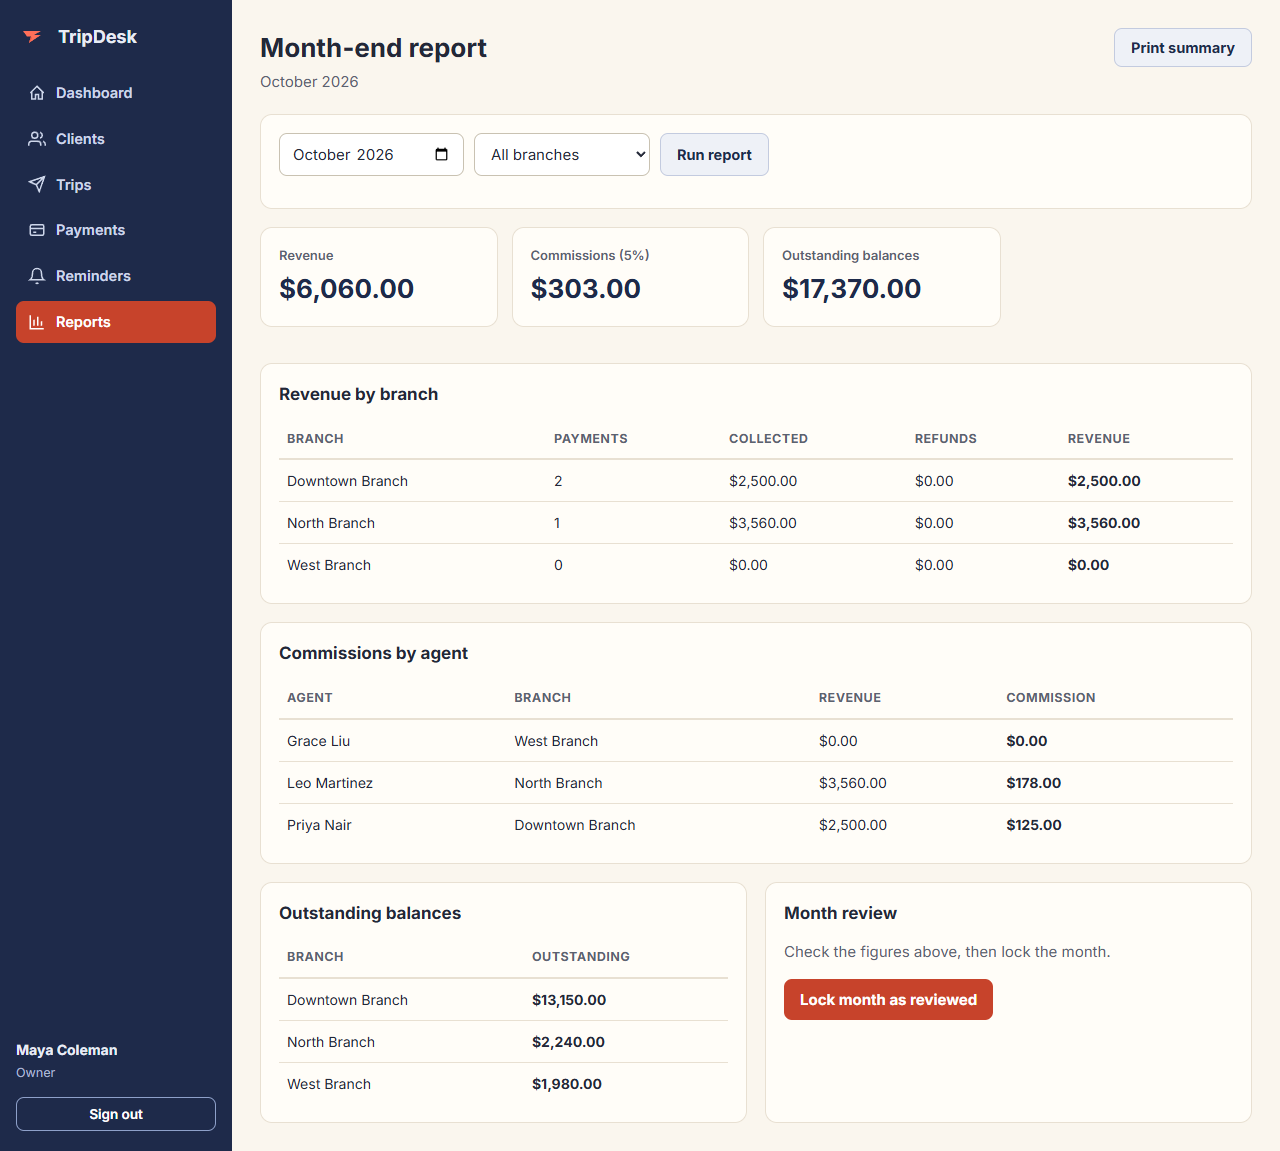 TripDesk
Dashboard
Clients
Trips
Payments
Reminders
Reports
Maya Coleman
Owner
Sign out
Month-end report
October 2026
Print summary
October 2026
All branches
Run report
Revenue
$6,060.00
Commissions (5%)
$303.00
Outstanding balances
$17,370.00
Revenue by branch
BRANCH PAYMENTS COLLECTED REFUNDS REVENUE
Downtown Branch 2 $2,500.00 $0.00 $2,500.00
North Branch 1 $3,560.00 $0.00 $3,560.00
West Branch 0 $0.00 $0.00 $0.00
Commissions by agent
AGENT BRANCH REVENUE COMMISSION
Grace Liu West Branch $0.00 $0.00
Leo Martinez North Branch $3,560.00 $178.00
Priya Nair Downtown Branch $2,500.00 $125.00
Outstanding balances
BRANCH OUTSTANDING
Downtown Branch $13,150.00
North Branch $2,240.00
West Branch $1,980.00
Month review
Check the figures above, then lock the month.
Lock month as reviewed